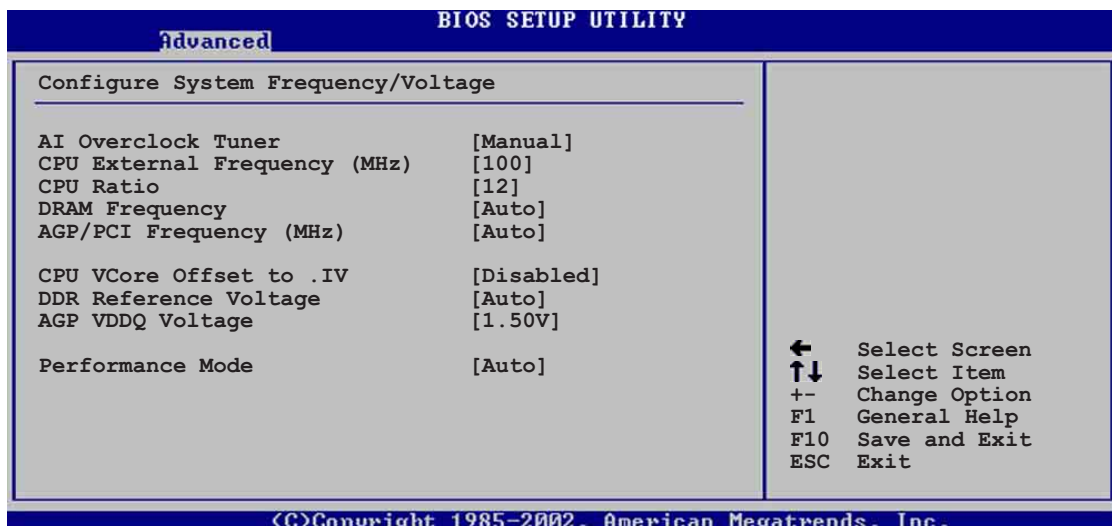 BIOS SETUP UTILITY
Advanced
Configure System Frequency/Voltage
AI Overclock Tuner [Manual]
CPU External Frequency (MHz) [100]
CPU Ratio [12]
DRAM Frequency [Auto]
AGP/PCI Frequency (MHz) [Auto]
CPU VCore Offset to .IV [Disabled]
DDR Reference Voltage [Auto]
AGP VDDQ Voltage [1.50V]
Performance Mode [Auto]
← Select Screen
↑↓ Select Item
+- Change Option
F1 General Help
F10 Save and Exit
ESC Exit
(C)Copyright 1985-2002, American Megatrends, Inc.